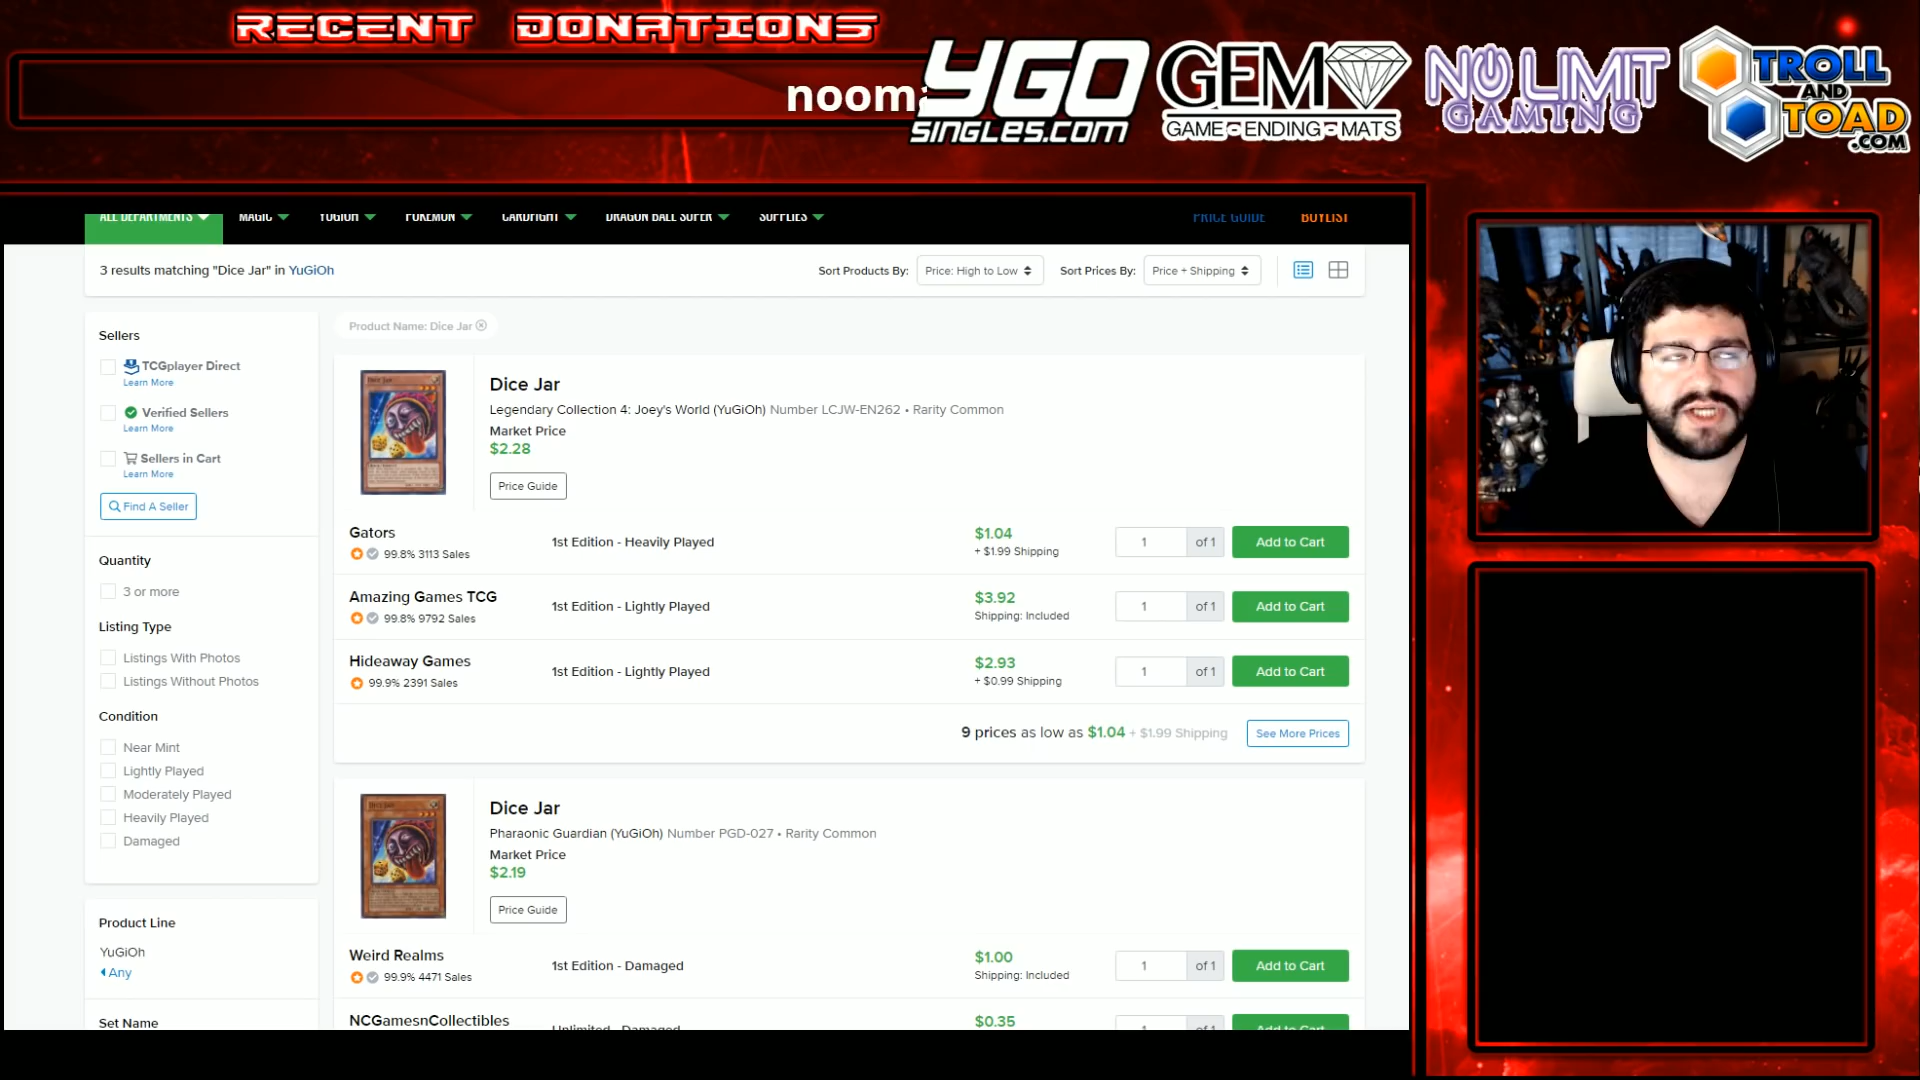 RECENT DONATIONS
nooma
YGO
SINGLES.COM
GEM
GAME-ENDING-MATS
NO LIMIT
GAMING
TROLL
AND
TOAD
.COM
ALL DEPARTMENTS MAGIC YUGIOH POKEMON CARDFIGHT DRAGON BALL SUPER SUPPLIES PRICE GUIDE BUYLIST
3 results matching "Dice Jar" in YuGiOh
Sort Products By: Price: High to Low Sort Prices By: Price + Shipping
Sellers
TCGplayer Direct
Learn More
Verified Sellers
Learn More
Sellers in Cart
Learn More
Find A Seller
Quantity
3 or more
Listing Type
Listings With Photos
Listings Without Photos
Condition
Near Mint
Lightly Played
Moderately Played
Heavily Played
Damaged
Product Line
YuGiOh
Any
Set Name
Product Name: Dice Jar
Dice Jar
Legendary Collection 4: Joey's World (YuGiOh) Number LCJW-EN262 • Rarity Common
Market Price
$2.28
Price Guide
Gators
99.8% 3113 Sales
1st Edition - Heavily Played
$1.04
+ $1.99 Shipping
1 of 1 Add to Cart
Amazing Games TCG
99.8% 9792 Sales
1st Edition - Lightly Played
$3.92
Shipping: Included
1 of 1 Add to Cart
Hideaway Games
99.9% 2391 Sales
1st Edition - Lightly Played
$2.93
+ $0.99 Shipping
1 of 1 Add to Cart
9 prices as low as $1.04 + $1.99 Shipping See More Prices
Dice Jar
Pharaonic Guardian (YuGiOh) Number PGD-027 • Rarity Common
Market Price
$2.19
Price Guide
Weird Realms
99.9% 4471 Sales
1st Edition - Damaged
$1.00
Shipping: Included
1 of 1 Add to Cart
NCGamesnCollectibles
Unlimited - Damaged
$0.35
1 of 1 Add to Cart